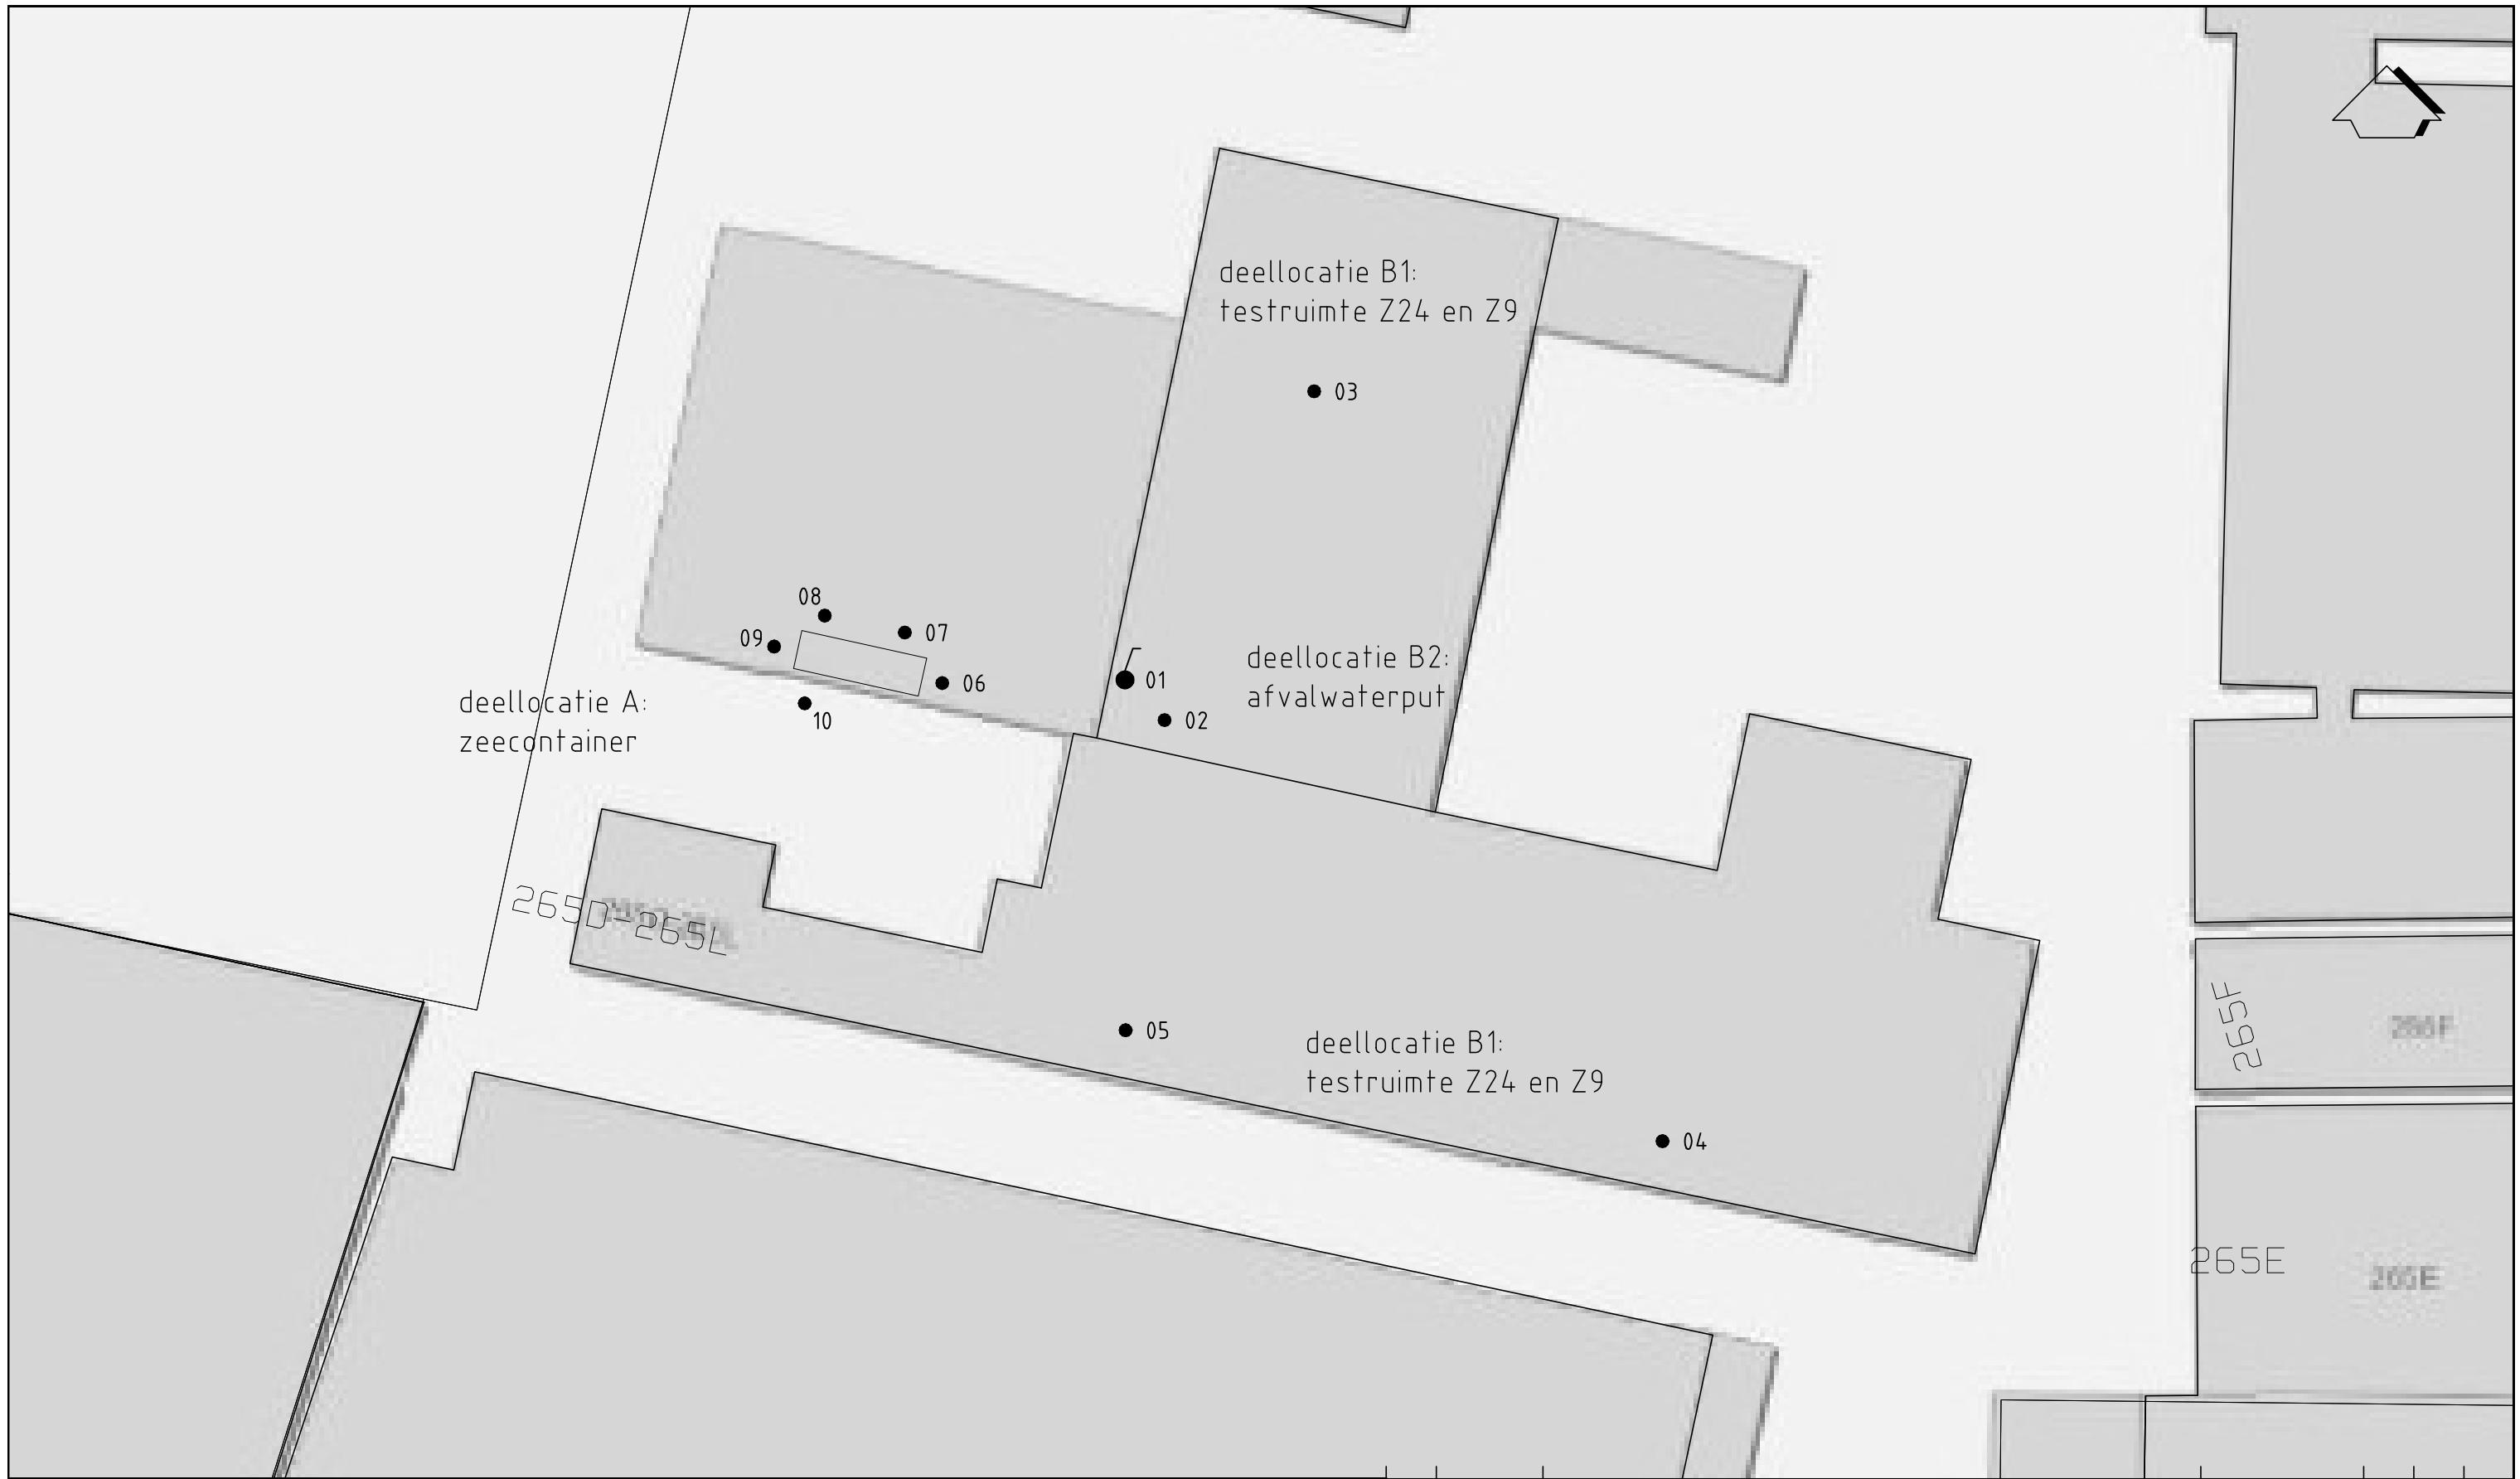 deellocatie B1:
testruimte Z24 en Z9
03
08
07
09
06
deellocatie A:
zeecontainer
10
01
02
deellocatie B2:
afvalwaterput
265D-265L
05
deellocatie B1:
testruimte Z24 en Z9
04
265F
265E
265E